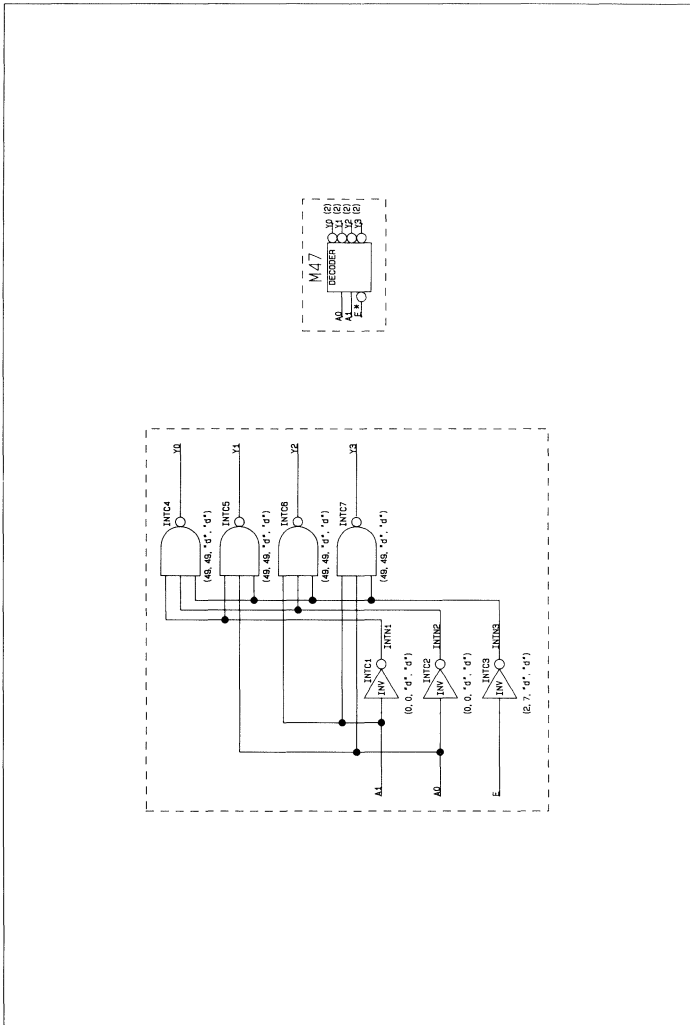 M47
DECODER
A0
A1
E*
Y0 (2)
Y1 (2)
Y2 (2)
Y3 (2)
INTC4
Y0
(49, 49, "d", "d")
INTC5
Y1
(49, 49, "d", "d")
INTC6
Y2
(49, 49, "d", "d")
INTC7
Y3
(49, 49, "d", "d")
A1
INTC1
INV
INTN1
(0, 0, "d", "d")
A0
INTC2
INV
INTN2
(0, 0, "d", "d")
E
INTC3
INV
INTN3
(2, 7, "d", "d")